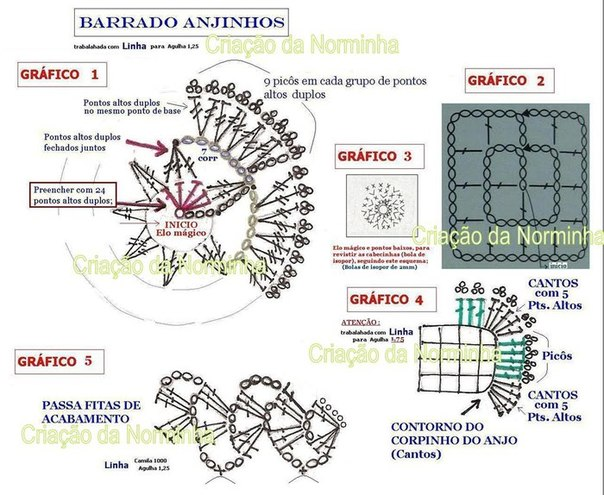 BARRADO ANJINHOS
trabalahada com Linha para Agulha 1,25
Criação da Norminha
GRÁFICO 1
9 picôs em cada grupo de pontos
altos duplos
Pontos altos duplos
no mesmo ponto de base
Pontos altos duplos
fechados juntos
7
corr
Preencher com 24
pontos altos duplos;
INICIO
Elo mágico
Criação da Norminha
GRÁFICO 2
Criação da Norminha
início
GRÁFICO 3
Elo mágico e pontos baixos, para
revistir as cabecinhas (bola de
isopor), seguindo este esquema;
(Bolas de isopor de 2mm)
GRÁFICO 4
ATENÇÃO:
trabalahada com Linha
para Agulha 1,75
CANTOS
com 5
Pts. Altos
Picôs
CANTOS
com 5
Pts. Altos
Criação da Norminha
CONTORNO DO
CORPINHO DO ANJO
(Cantos)
GRÁFICO 5
PASSA FITAS DE
ACABAMENTO
Criação da Norminha
Linha Camila 1000
Agulha 1,25